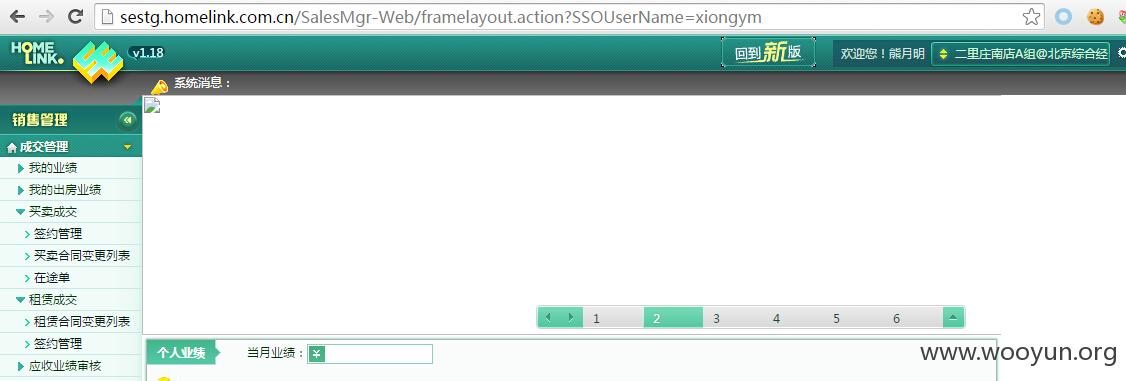 sestg.homelink.com.cn/SalesMgr-Web/framelayout.action?SSOUserName=xiongym
HOME LINK. v1.18
回到新版
欢迎您！熊月明
二里庄南店A组@北京综合经
系统消息：
销售管理
成交管理
我的业绩
我的出房业绩
买卖成交
签约管理
买卖合同变更列表
在途单
租赁成交
租赁合同变更列表
签约管理
应收业绩审核
1 2 3 4 5 6
个人业绩 当月业绩： ¥
www.wooyun.org